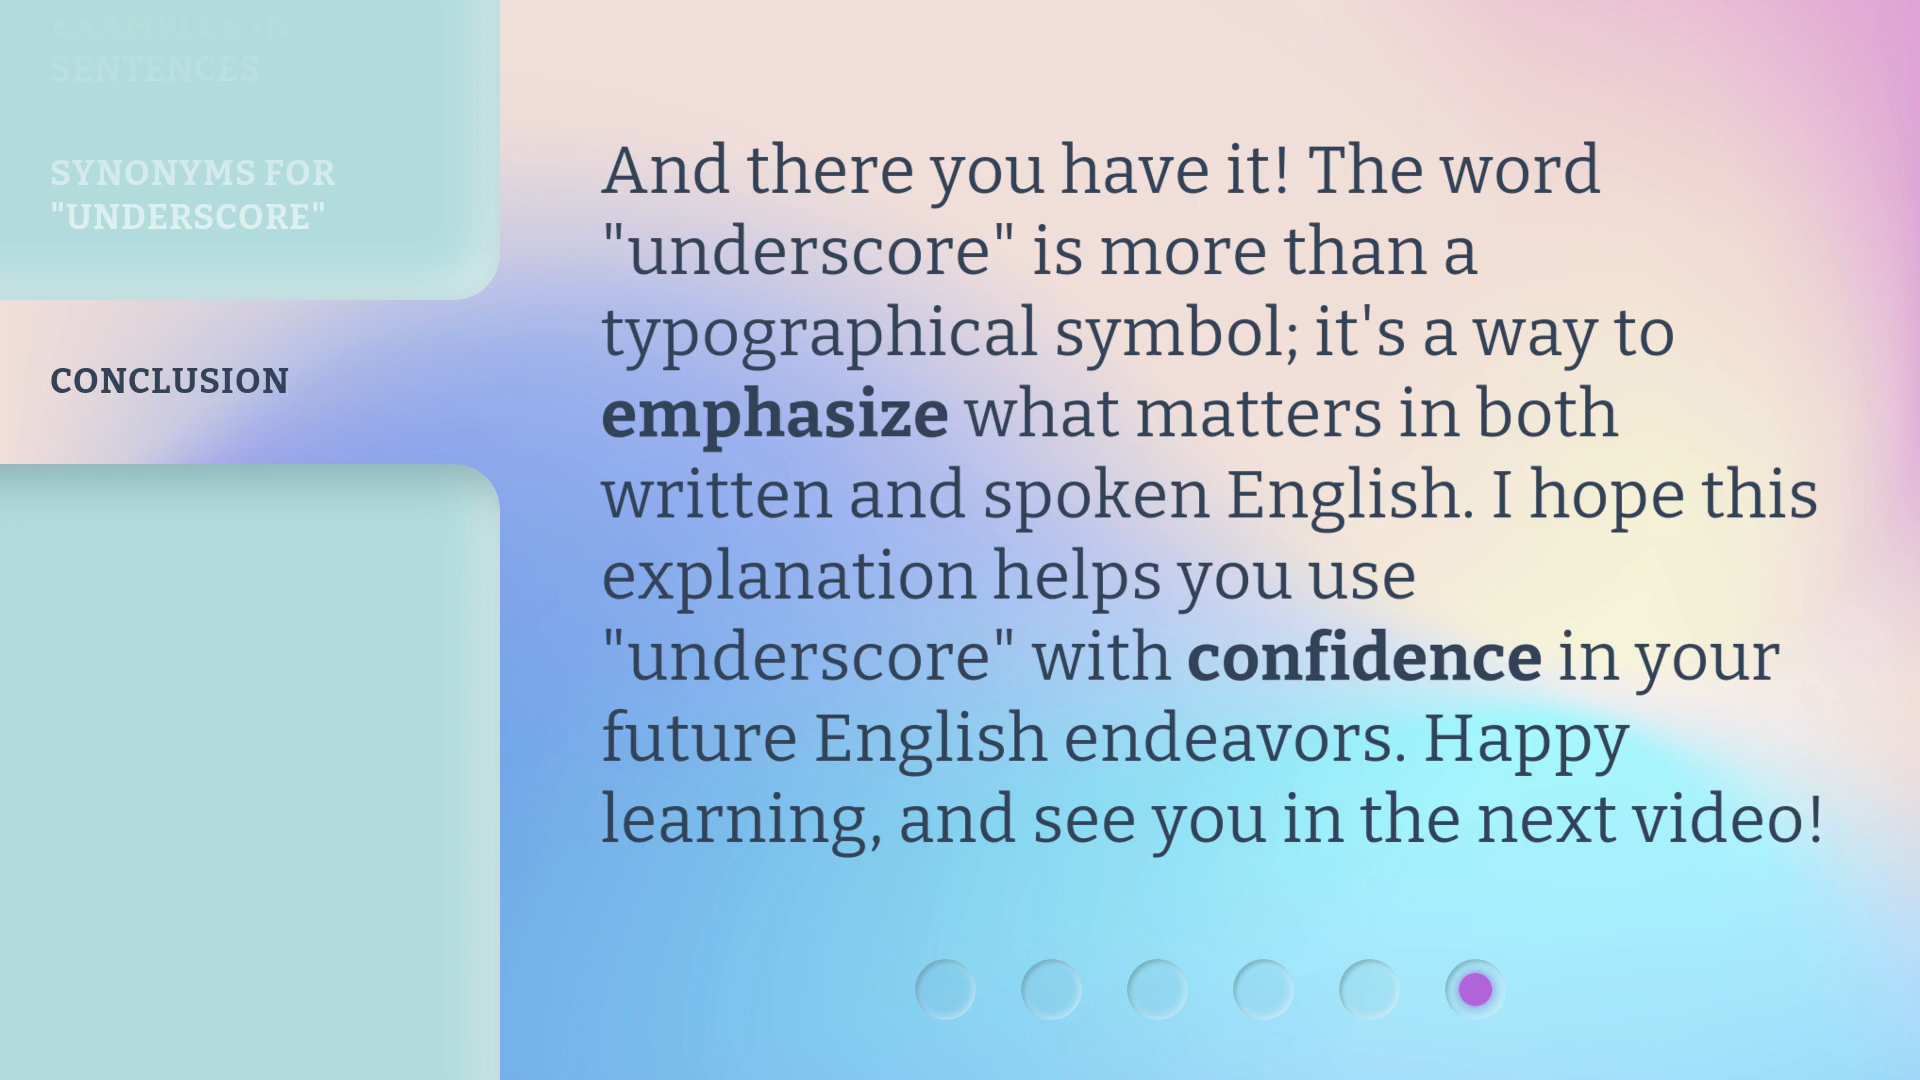 EXAMPLES IN
SENTENCES
SYNONYMS FOR
"UNDERSCORE"
CONCLUSION
And there you have it! The word
"underscore" is more than a
typographical symbol; it's a way to
emphasize what matters in both
written and spoken English. I hope this
explanation helps you use
"underscore" with confidence in your
future English endeavors. Happy
learning, and see you in the next video!